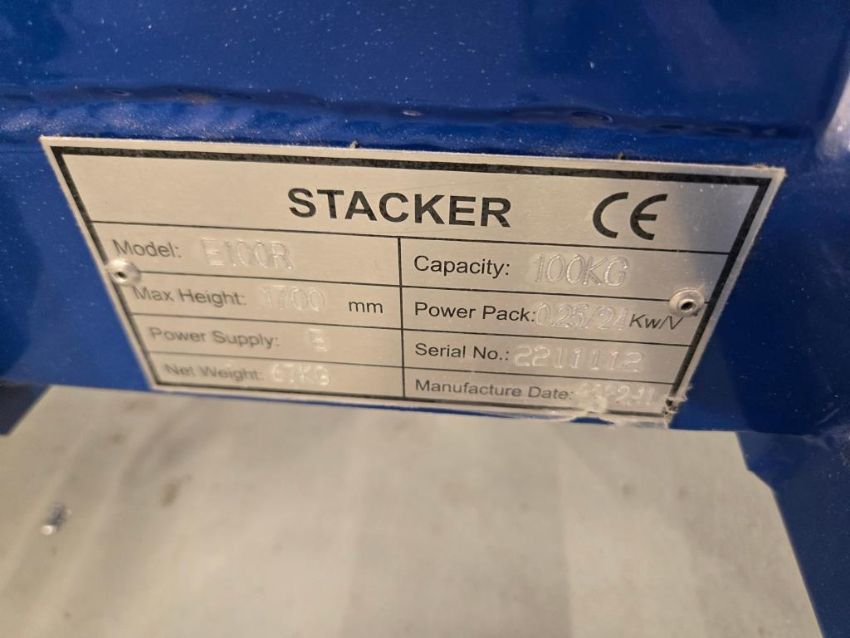 STACKER CE
Model: E100R
Capacity: 100KG
Max Height: 1700 mm
Power Pack: 0.25/24 Kw/V
Power Supply: E
Serial No.: 2211112
Net Weight: 67KG
Manufacture Date: